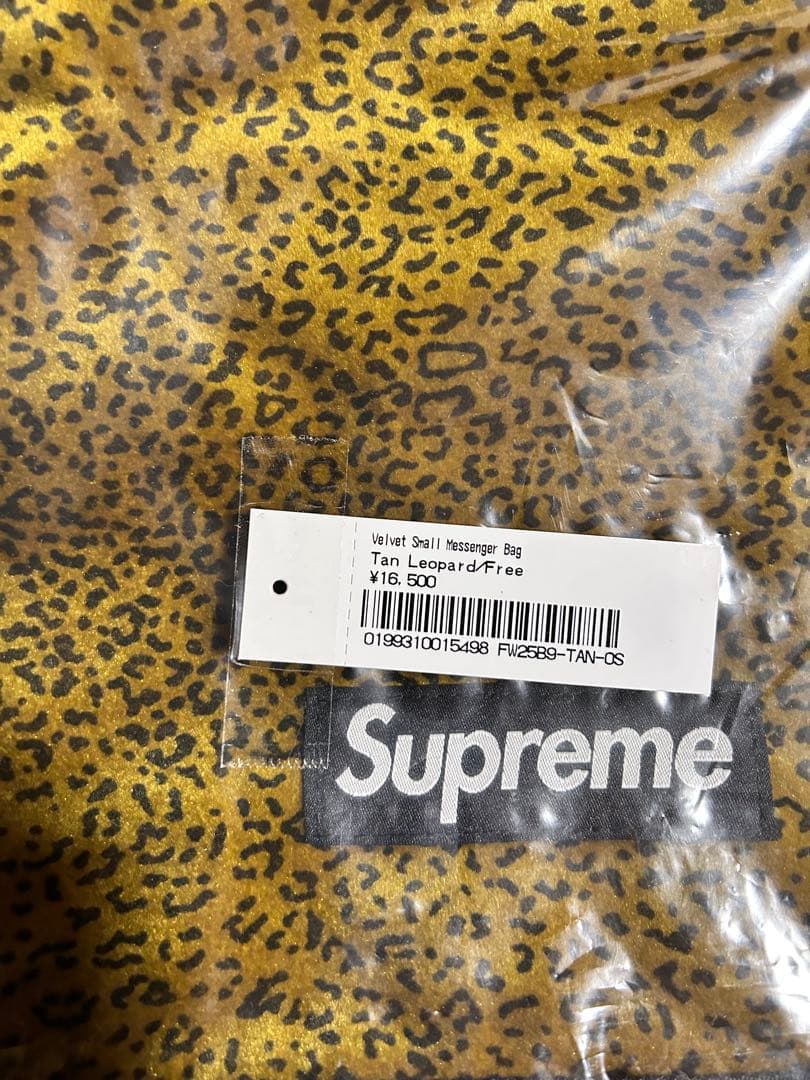 Velvet Small Messenger Bag
Tan Leopard/Free
¥16,500
0199310015498 FW25B9-TAN-OS
Supreme